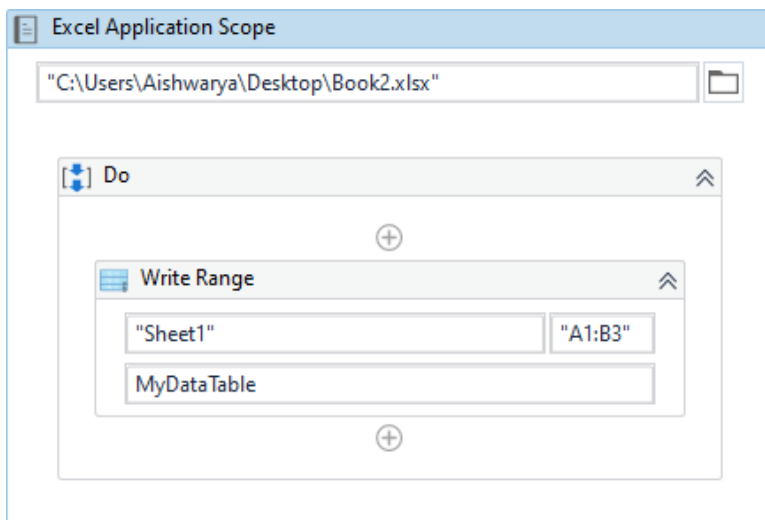 Excel Application Scope
"C:\Users\Aishwarya\Desktop\Book2.xlsx"
Do
Write Range
"Sheet1" "A1:B3"
MyDataTable